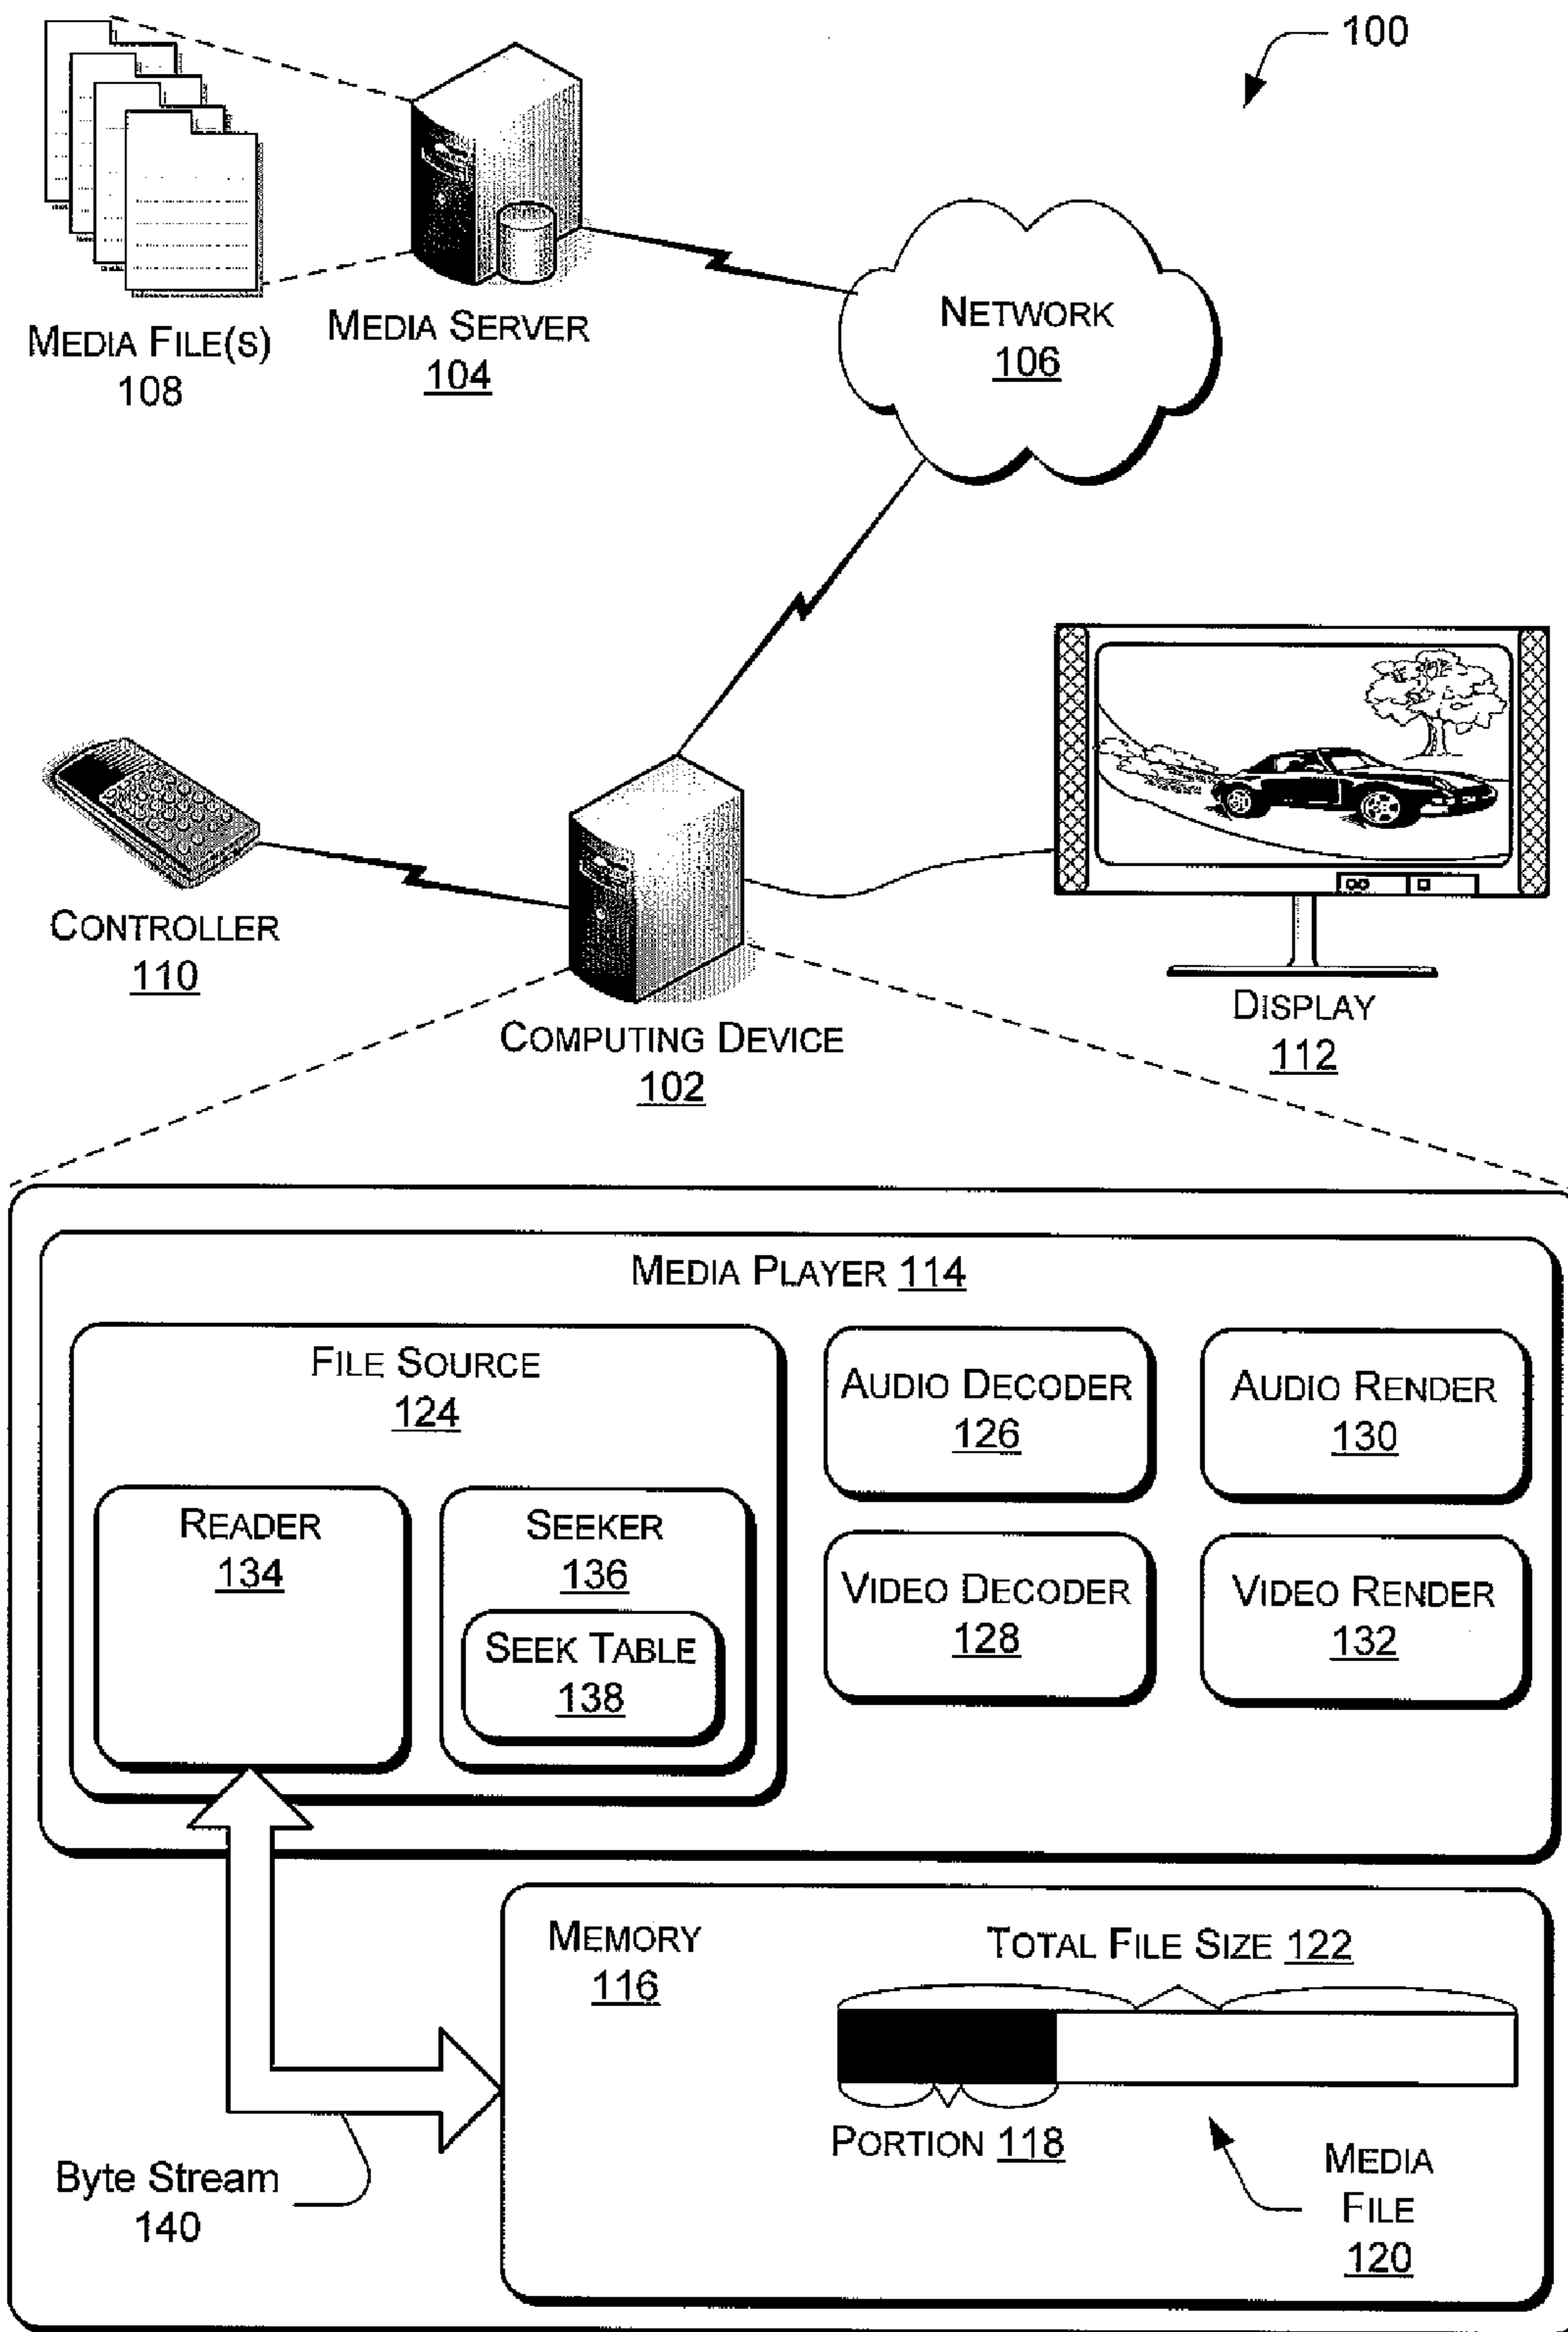 100
MEDIA FILE(S)
108
MEDIA SERVER
104
NETWORK
106
CONTROLLER
110
COMPUTING DEVICE
102
DISPLAY
112
MEDIA PLAYER 114
FILE SOURCE
124
READER
134
SEEKER
136
SEEK TABLE
138
AUDIO DECODER
126
AUDIO RENDER
130
VIDEO DECODER
128
VIDEO RENDER
132
MEMORY
116
TOTAL FILE SIZE 122
PORTION 118
MEDIA
FILE
120
Byte Stream
140